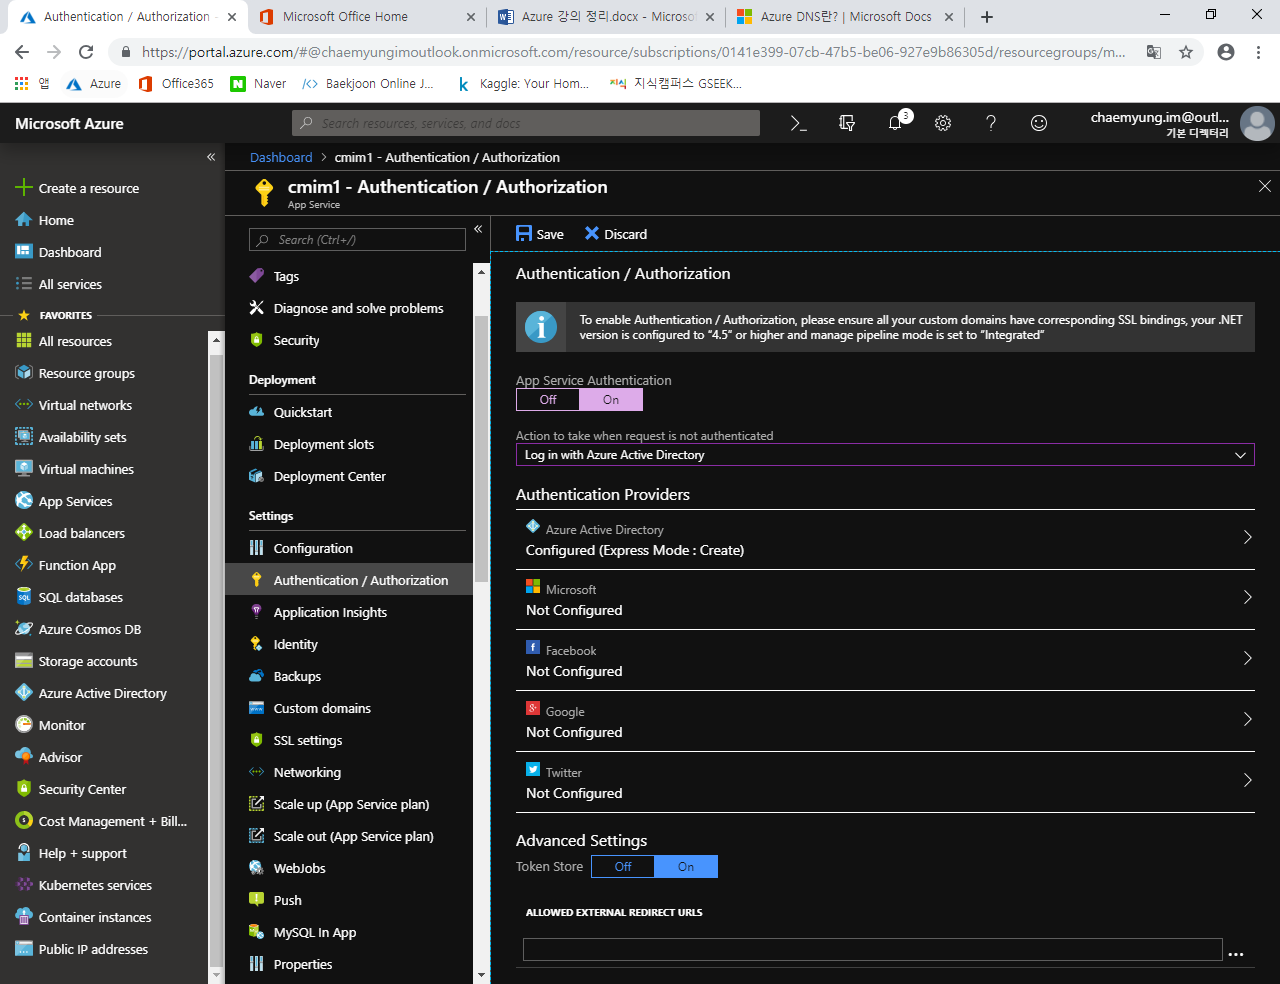 Authentication / Authorization -
Microsoft Office Home
Azure 강의 정리.docx - Microso
Azure DNS란? | Microsoft Docs
https://portal.azure.com/#@chaemyungimoutlook.onmicrosoft.com/resource/subscriptions/0141e399-07cb-47b5-be06-927e9b86305d/resourcegroups/m...
앱
Azure
Office365
Naver
Baekjoon Online J...
Kaggle: Your Hom...
지식캠퍼스 GSEEK...
Microsoft Azure
Search resources, services, and docs
3
chaemyung.im@outl...
기본 디렉터리
Create a resource
Home
Dashboard
All services
FAVORITES
All resources
Resource groups
Virtual networks
Availability sets
Virtual machines
App Services
Load balancers
Function App
SQL databases
Azure Cosmos DB
Storage accounts
Azure Active Directory
Monitor
Advisor
Security Center
Cost Management + Bill...
Help + support
Kubernetes services
Container instances
Public IP addresses
Dashboard > cmim1 - Authentication / Authorization
cmim1 - Authentication / Authorization
App Service
Search (Ctrl+/)
Tags
Diagnose and solve problems
Security
Deployment
Quickstart
Deployment slots
Deployment Center
Settings
Configuration
Authentication / Authorization
Application Insights
Identity
Backups
Custom domains
SSL settings
Networking
Scale up (App Service plan)
Scale out (App Service plan)
WebJobs
Push
MySQL In App
Properties
Save
Discard
Authentication / Authorization
To enable Authentication / Authorization, please ensure all your custom domains have corresponding SSL bindings, your .NET
version is configured to “4.5” or higher and manage pipeline mode is set to “Integrated”
App Service Authentication
Off On
Action to take when request is not authenticated
Log in with Azure Active Directory
Authentication Providers
Azure Active Directory
Configured (Express Mode : Create)
Microsoft
Not Configured
Facebook
Not Configured
Google
Not Configured
Twitter
Not Configured
Advanced Settings
Token Store Off On
ALLOWED EXTERNAL REDIRECT URLS
...